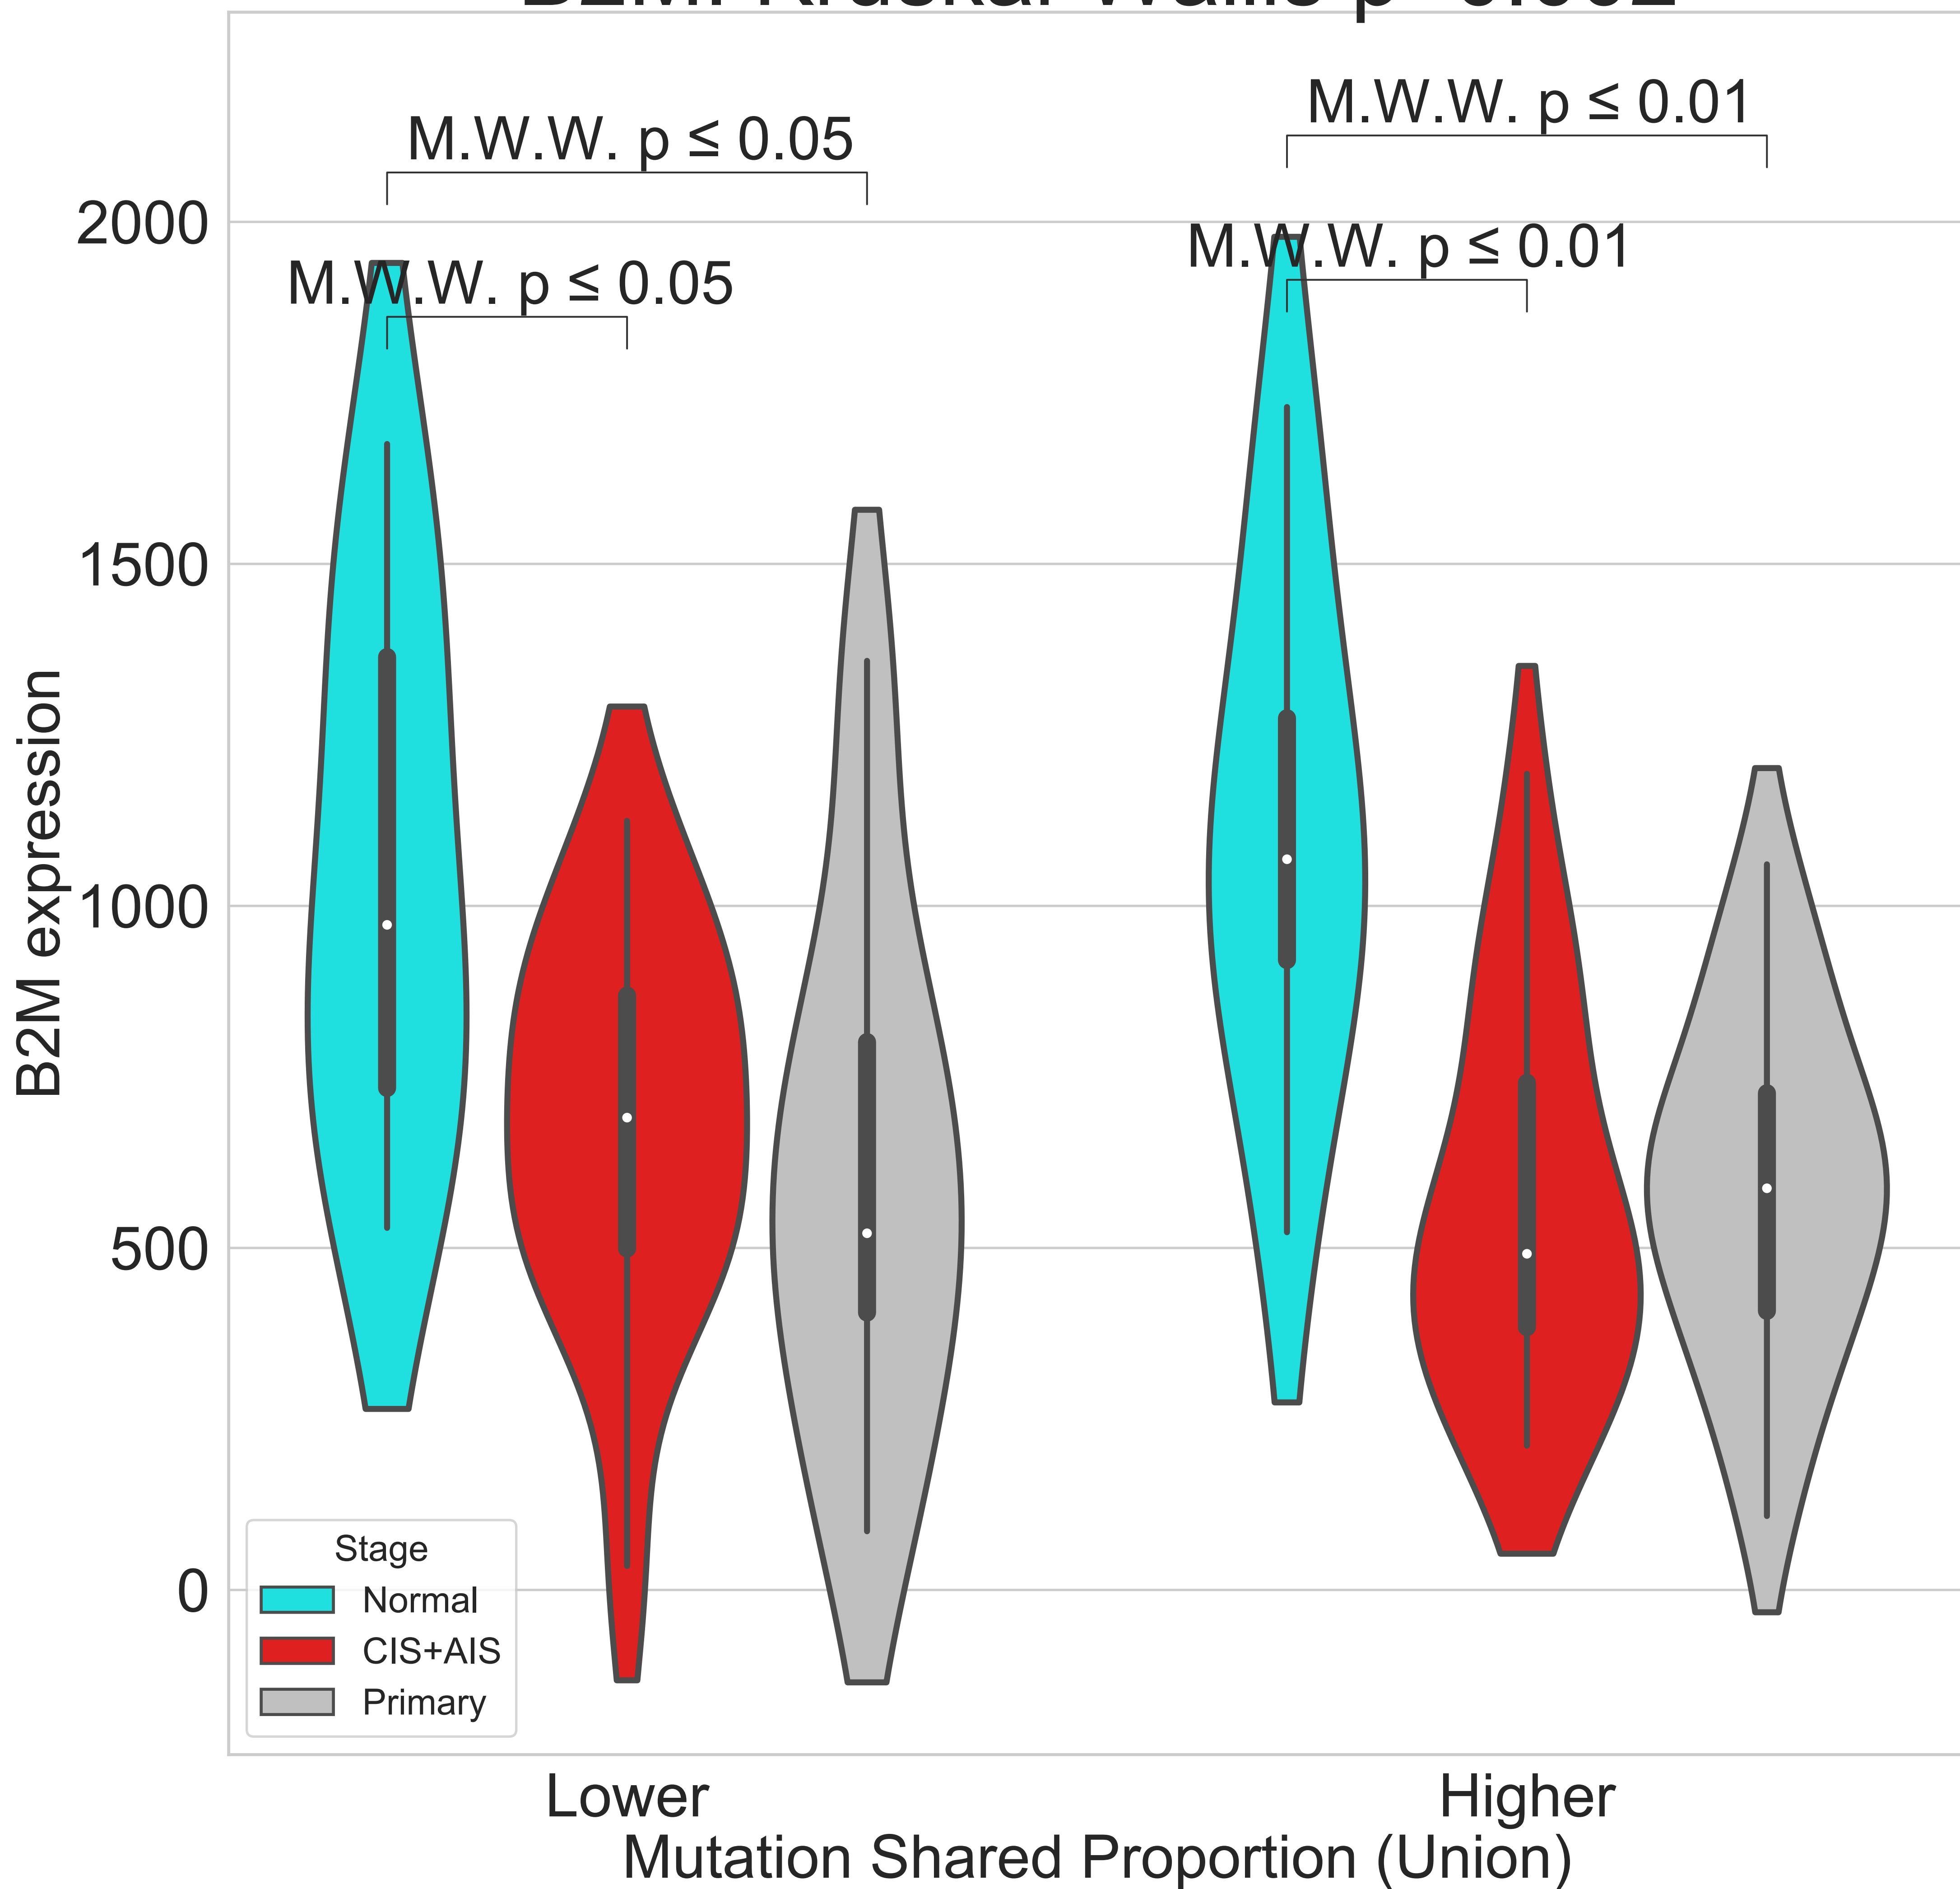 M.W.W. p ≤ 0.01
M.W.W. p ≤ 0.05
M.W.W. p ≤ 0.01
M.W.W. p ≤ 0.05
2000
1500
1000
500
0
B2M expression
Stage
Normal
CIS+AIS
Primary
Lower
Higher
Mutation Shared Proportion (Union)